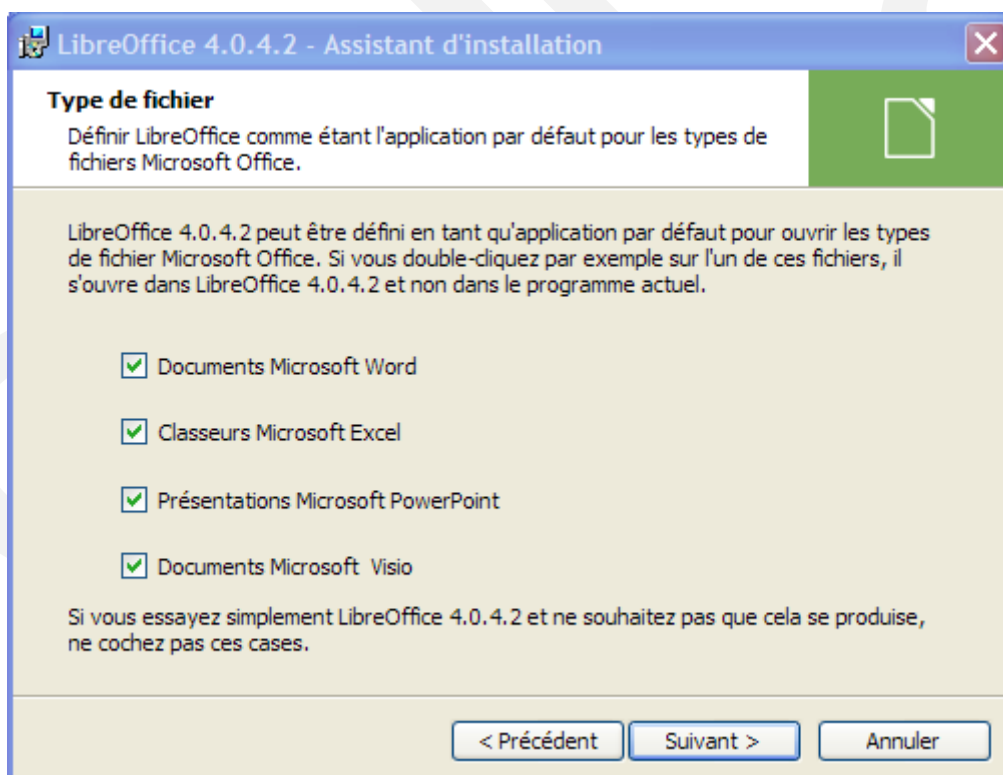 LibreOffice 4.0.4.2 - Assistant d'installation
Type de fichier
Définir LibreOffice comme étant l'application par défaut pour les types de
fichiers Microsoft Office.
LibreOffice 4.0.4.2 peut être défini en tant qu'application par défaut pour ouvrir les types
de fichier Microsoft Office. Si vous double-cliquez par exemple sur l'un de ces fichiers, il
s'ouvre dans LibreOffice 4.0.4.2 et non dans le programme actuel.
Documents Microsoft Word
Classeurs Microsoft Excel
Présentations Microsoft PowerPoint
Documents Microsoft Visio
Si vous essayez simplement LibreOffice 4.0.4.2 et ne souhaitez pas que cela se produise,
ne cochez pas ces cases.
< Précédent Suivant > Annuler